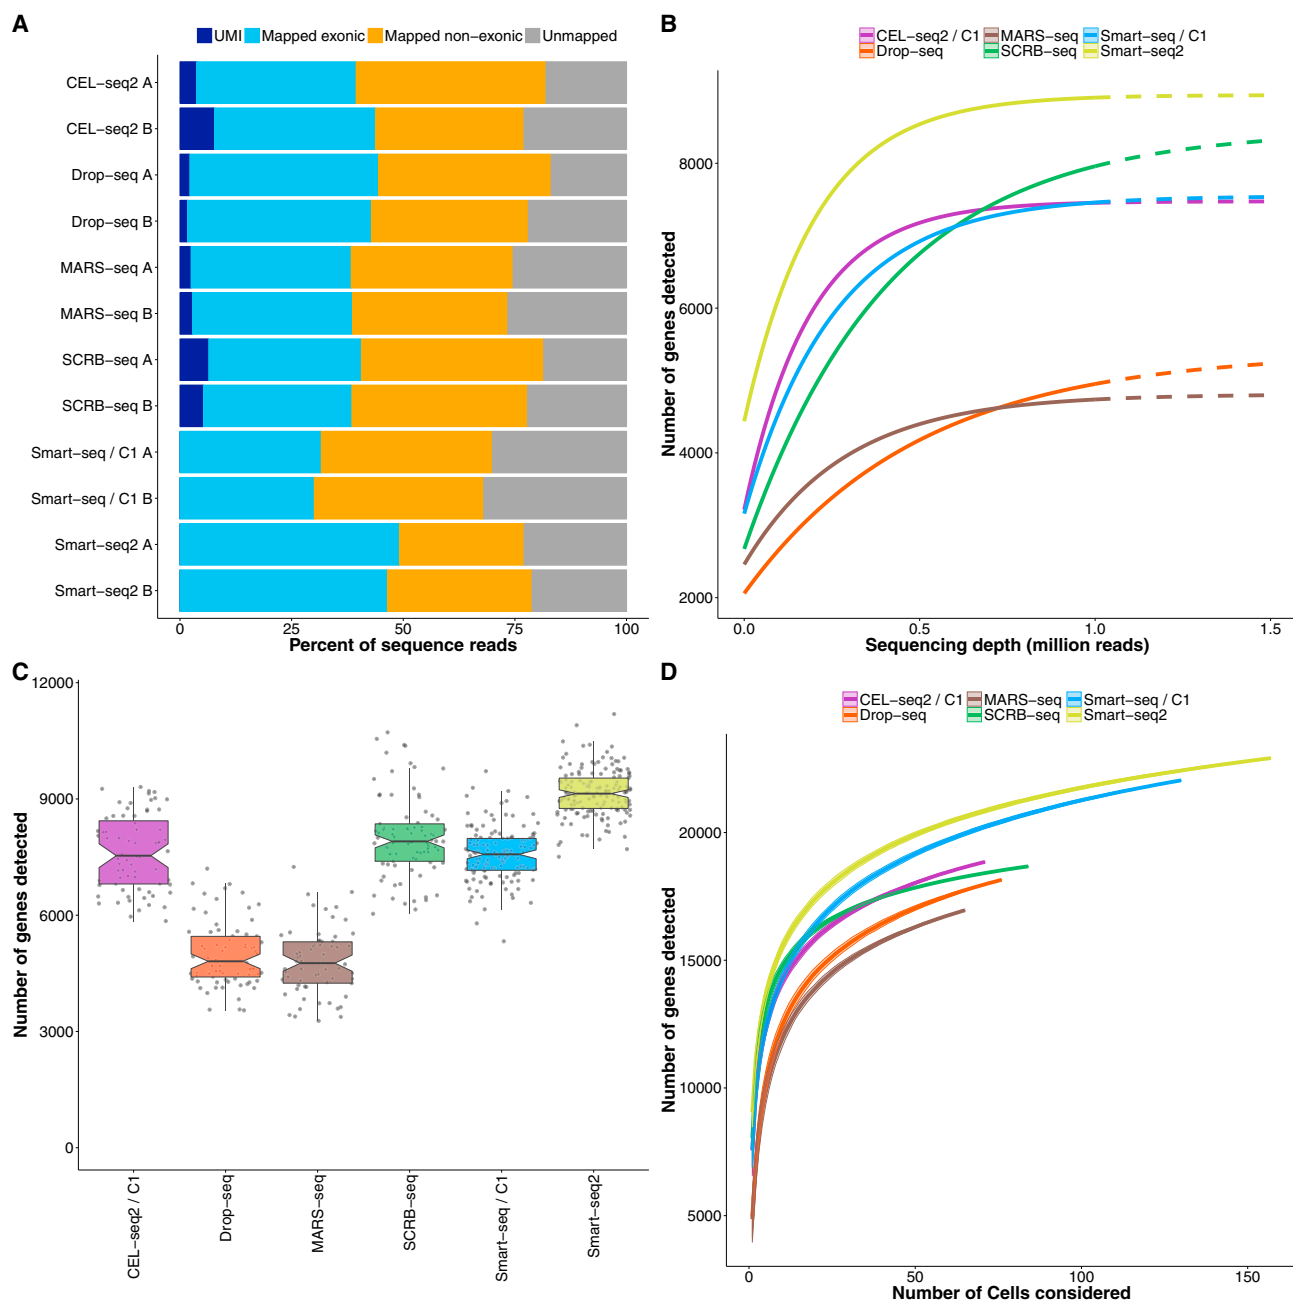 A
UMI Mapped exonic Mapped non−exonic Unmapped
CEL−seq2 A
CEL−seq2 B
Drop−seq A
Drop−seq B
MARS−seq A
MARS−seq B
SCRB−seq A
SCRB−seq B
Smart−seq / C1 A
Smart−seq / C1 B
Smart−seq2 A
Smart−seq2 B
0 25 50 75 100
Percent of sequence reads
B
CEL−seq2 / C1 MARS−seq Smart−seq / C1
Drop−seq SCRB−seq Smart−seq2
Number of genes detected
8000
6000
4000
2000
0.0 0.5 1.0 1.5
Sequencing depth (million reads)
C
Number of genes detected
12000
9000
6000
3000
0
CEL−seq2 / C1
Drop−seq
MARS−seq
SCRB−seq
Smart−seq / C1
Smart−seq2
D
CEL−seq2 / C1 MARS−seq Smart−seq / C1
Drop−seq SCRB−seq Smart−seq2
Number of genes detected
20000
15000
10000
5000
0 50 100 150
Number of Cells considered